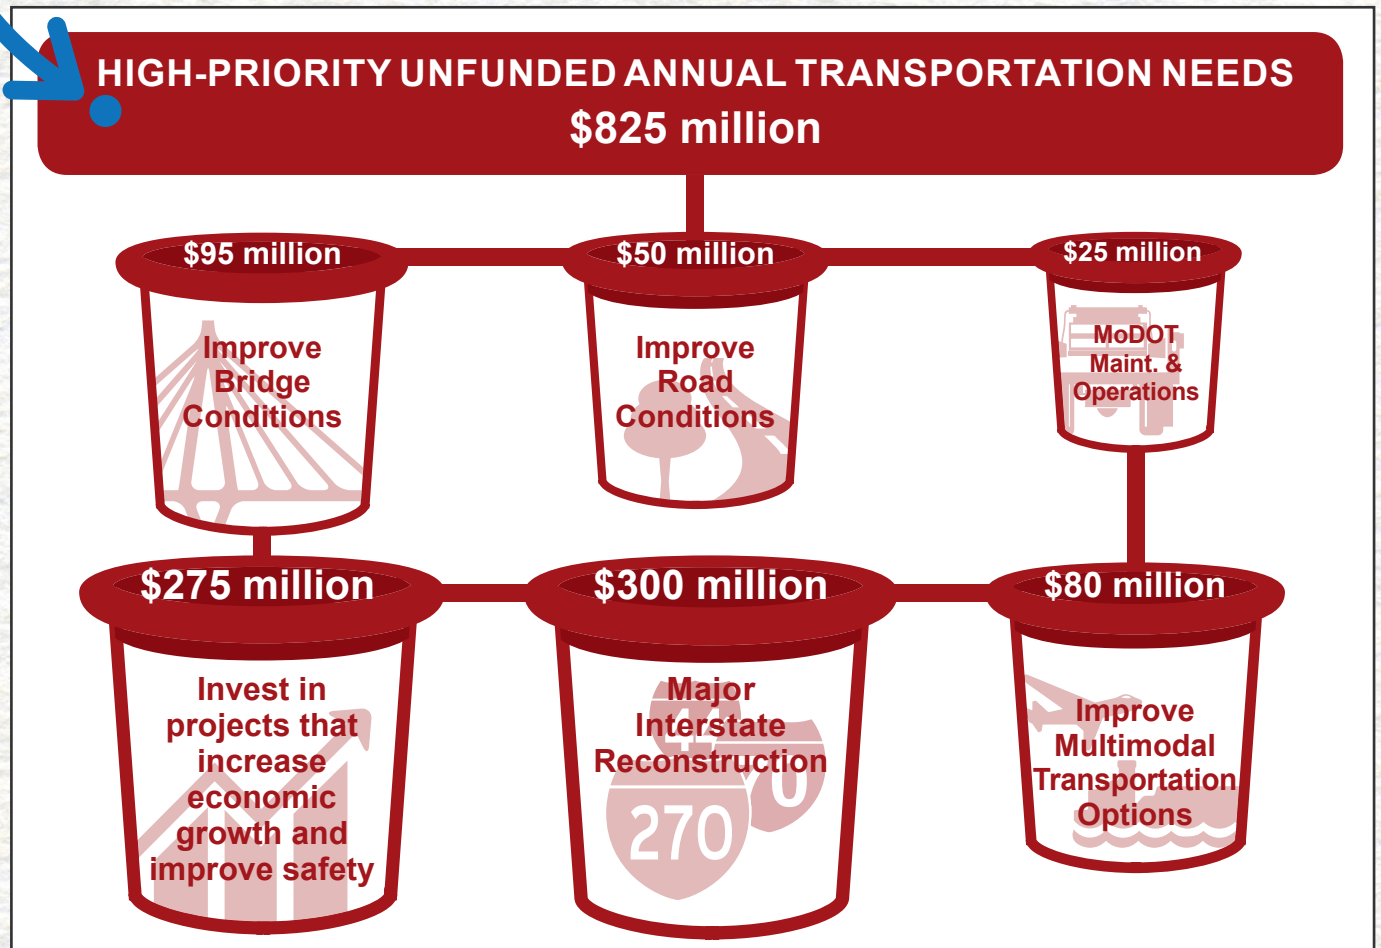 HIGH-PRIORITY UNFUNDED ANNUAL TRANSPORTATION NEEDS
$825 million
$95 million
Improve
Bridge
Conditions
$50 million
Improve
Road
Conditions
$25 million
MoDOT
Maint. &
Operations
$275 million
Invest in
projects that
increase
economic
growth and
improve safety
$300 million
Major
Interstate
Reconstruction
270
$80 million
Improve
Multimodal
Transportation
Options